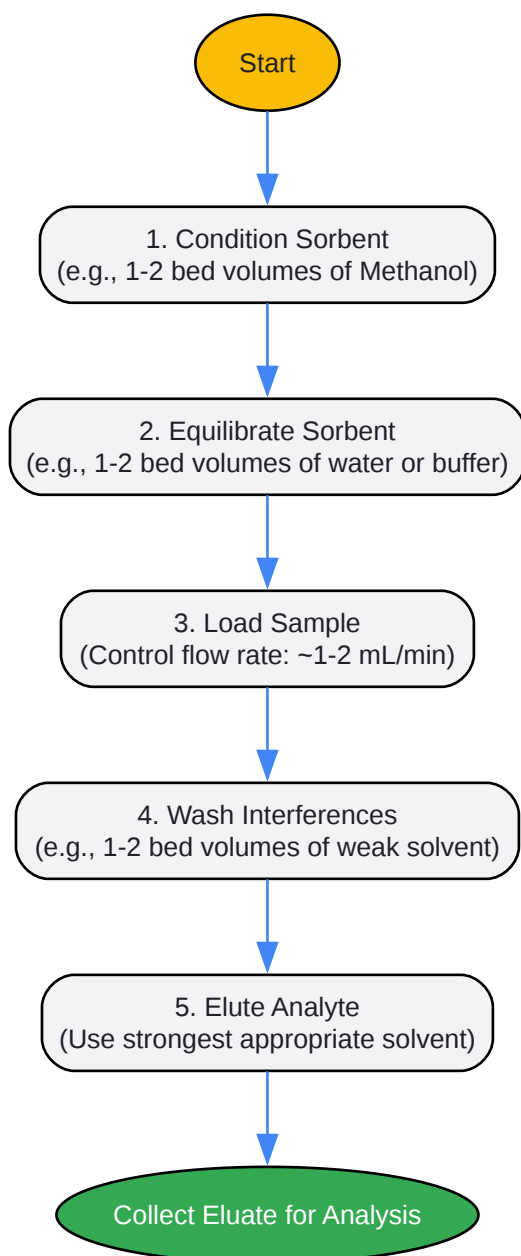 Start
1. Condition Sorbent
(e.g., 1-2 bed volumes of Methanol)
2. Equilibrate Sorbent
(e.g., 1-2 bed volumes of water or buffer)
3. Load Sample
(Control flow rate: ~1-2 mL/min)
4. Wash Interferences
(e.g., 1-2 bed volumes of weak solvent)
5. Elute Analyte
(Use strongest appropriate solvent)
Collect Eluate for Analysis